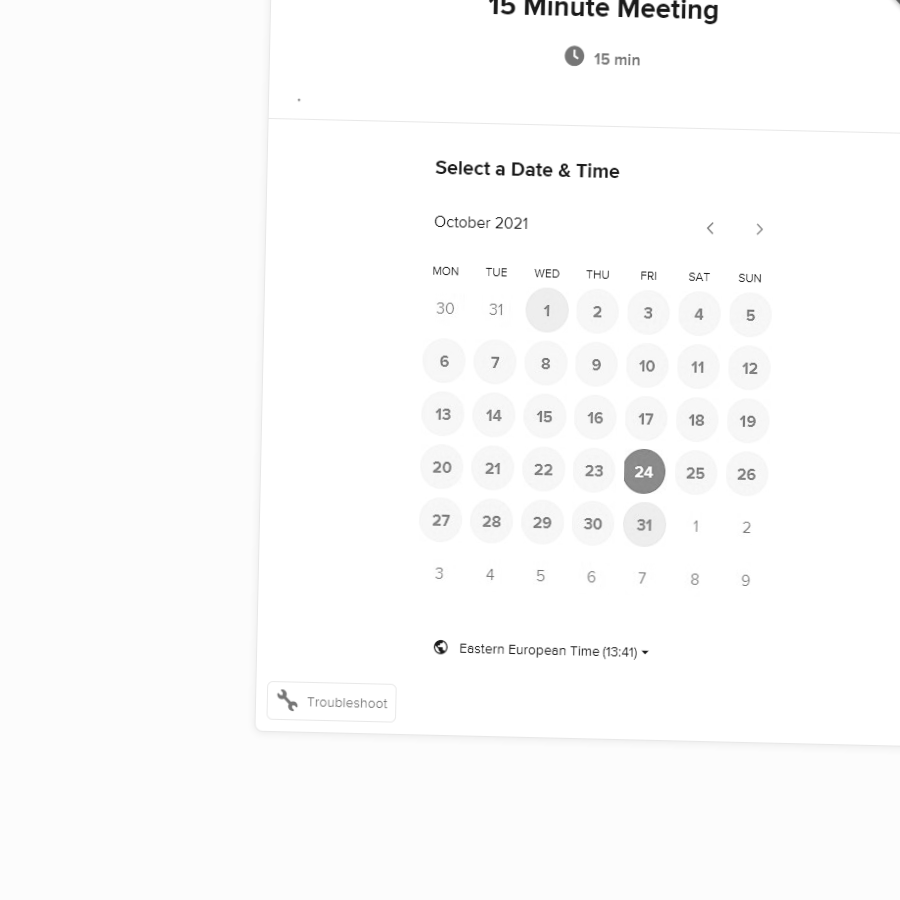 15 Minute Meeting
15 min
.
Select a Date & Time
October 2021
MON TUE WED THU FRI SAT SUN
30 31 1 2 3 4 5
6 7 8 9 10 11 12
13 14 15 16 17 18 19
20 21 22 23 24 25 26
27 28 29 30 31 1 2
3 4 5 6 7 8 9
Eastern European Time (13:41)
Troubleshoot